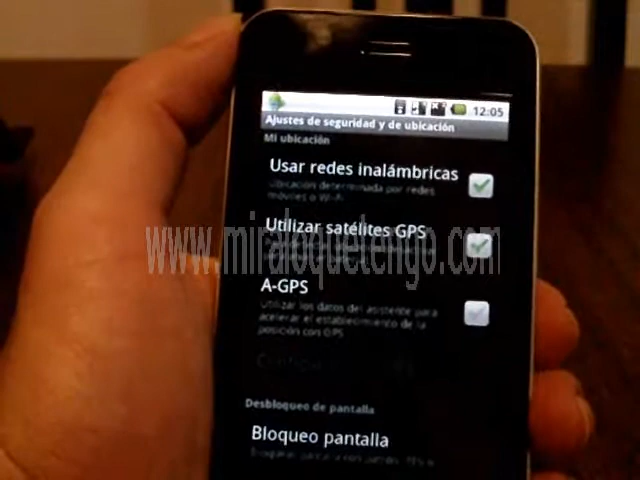 12:05
Ajustes de seguridad y de ubicación
Mi ubicación
Usar redes inalámbricas
Ubicación determinada por redes
móviles o Wi-Fi
Utilizar satélites GPS
www.miraloquetengo.com
A-GPS
Utilizar los datos del asistente para
acelerar el establecimiento de la
posición con GPS
Desbloqueo de pantalla
Bloqueo pantalla